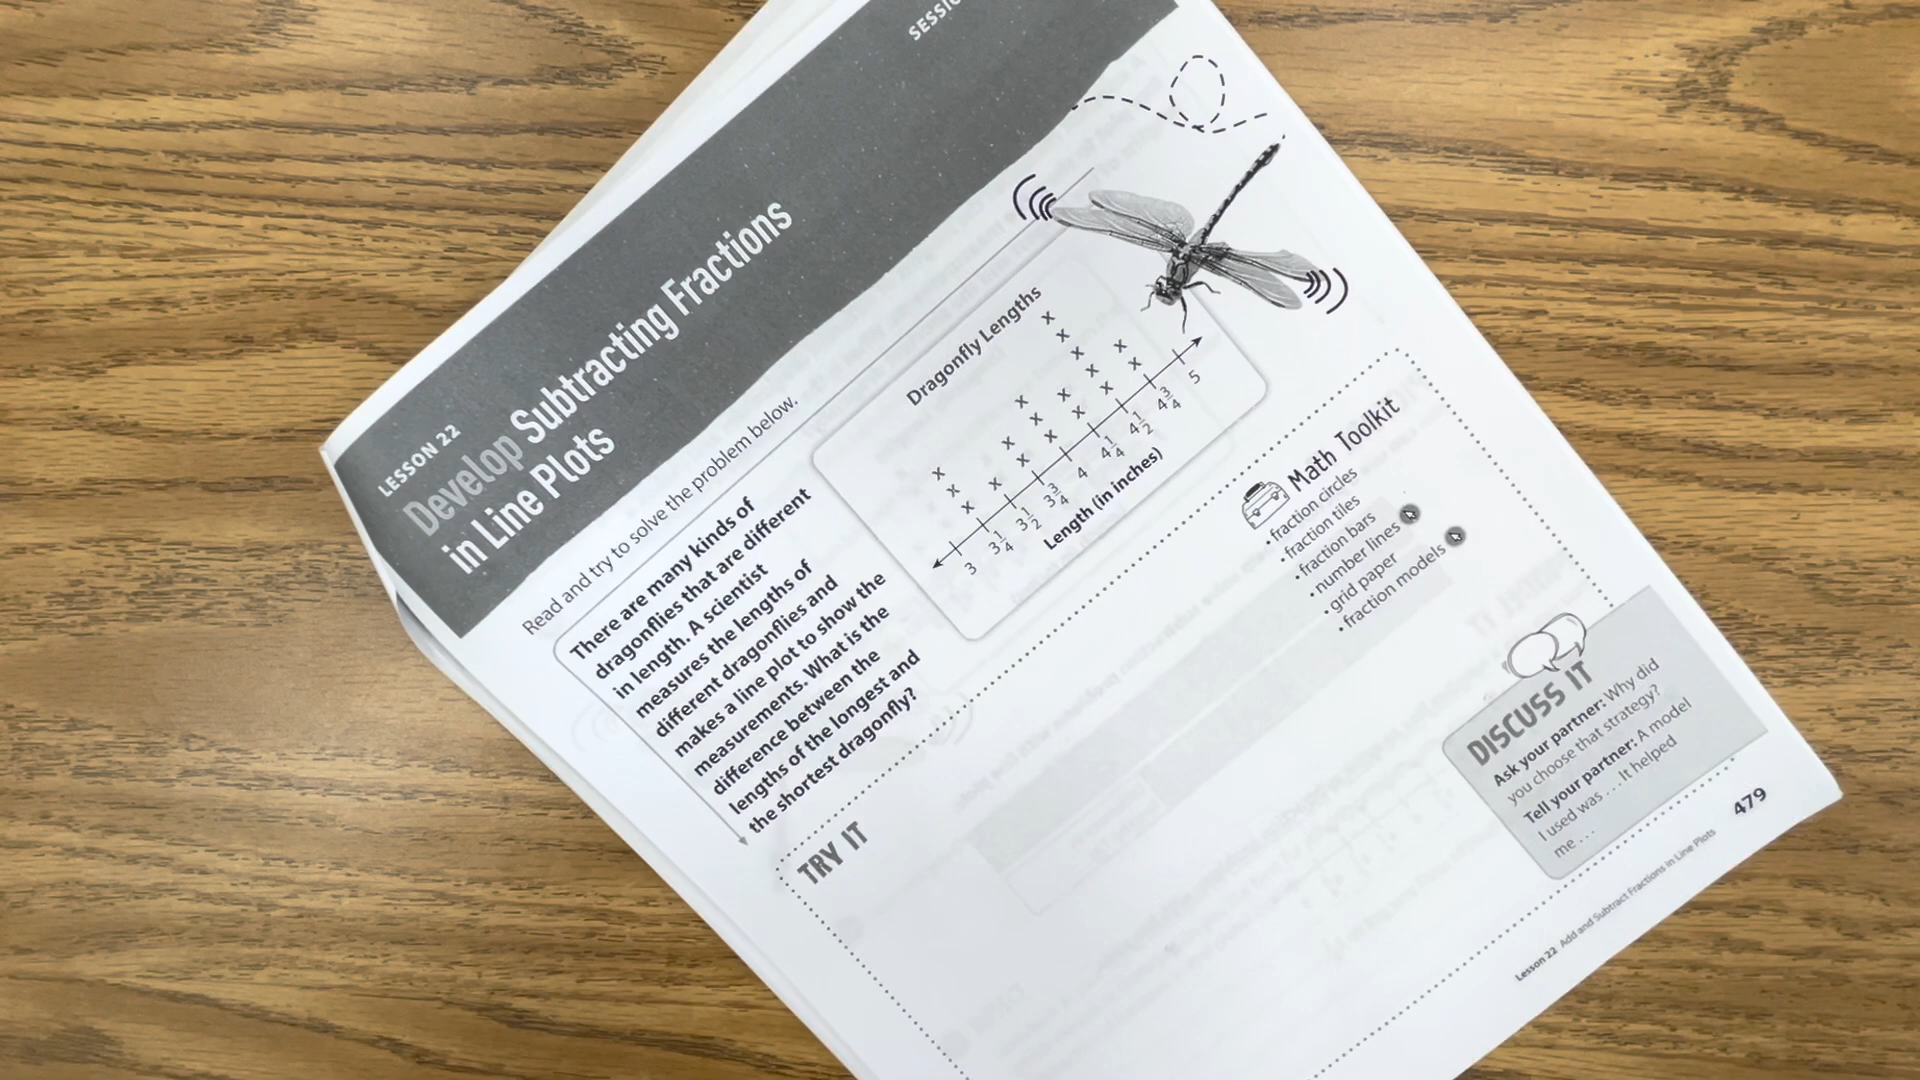 LESSON 22
Develop Subtracting Fractions
in Line Plots
Read and try to solve the problem below.
There are many kinds of
dragonflies that are different
in length. A scientist
measures the lengths of
different dragonflies and
makes a line plot to show the
measurements. What is the
difference between the
lengths of the longest and
the shortest dragonfly?
Dragonfly Lengths
3 3 1/4 3 1/2 3 3/4 4 4 1/4 4 1/2 4 3/4 5
Length (in inches)
TRY IT
Math Toolkit
• fraction circles
• fraction tiles
• fraction bars
• number lines
• grid paper
• fraction models
DISCUSS IT
Ask your partner: Why did
you choose that strategy?
Tell your partner: A model
I used was . . . It helped
me . . .
Lesson 22 Add and Subtract Fractions in Line Plots
479